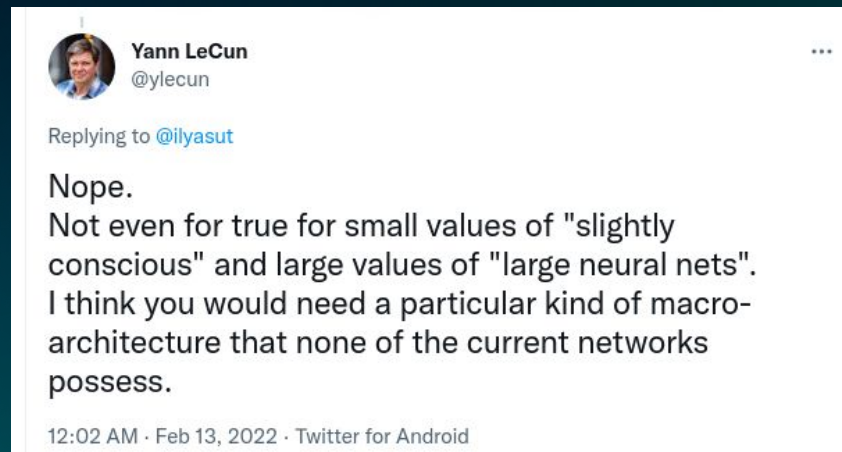 Yann LeCun
@ylecun
Replying to @ilyasut
Nope.
Not even for true for small values of "slightly
conscious" and large values of "large neural nets".
I think you would need a particular kind of macro-
architecture that none of the current networks
possess.
12:02 AM · Feb 13, 2022 · Twitter for Android